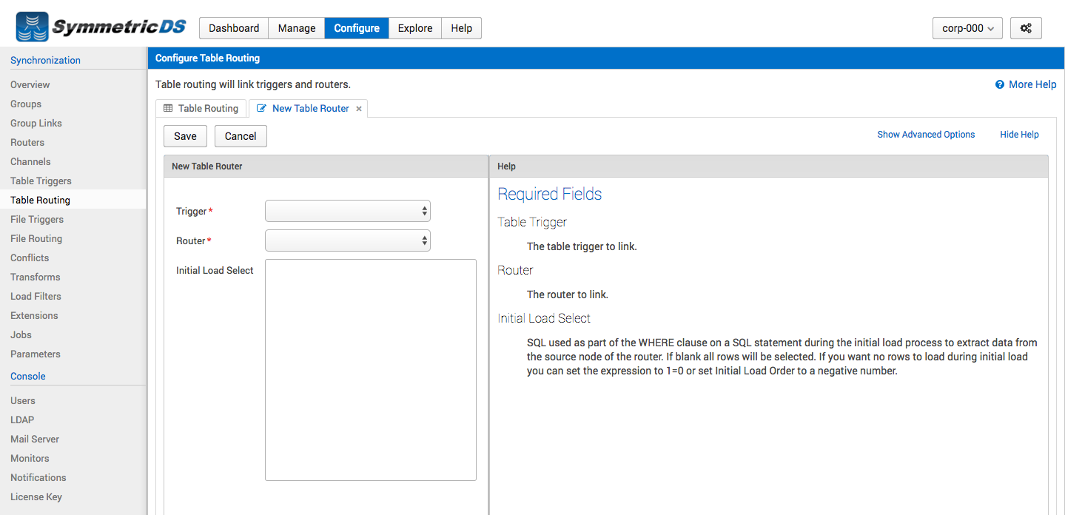 SymmetricDS
Dashboard Manage Configure Explore Help
corp-000
Synchronization
Overview
Groups
Group Links
Routers
Channels
Table Triggers
Table Routing
File Triggers
File Routing
Conflicts
Transforms
Load Filters
Extensions
Jobs
Parameters
Console
Users
LDAP
Mail Server
Monitors
Notifications
License Key
Configure Table Routing
Table routing will link triggers and routers.
More Help
Table Routing New Table Router ×
Save Cancel
Show Advanced Options Hide Help
New Table Router
Trigger*
Router*
Initial Load Select
Help
Required Fields
Table Trigger
The table trigger to link.
Router
The router to link.
Initial Load Select
SQL used as part of the WHERE clause on a SQL statement during the initial load process to extract data from
the source node of the router. If blank all rows will be selected. If you want no rows to load during initial load
you can set the expression to 1=0 or set Initial Load Order to a negative number.